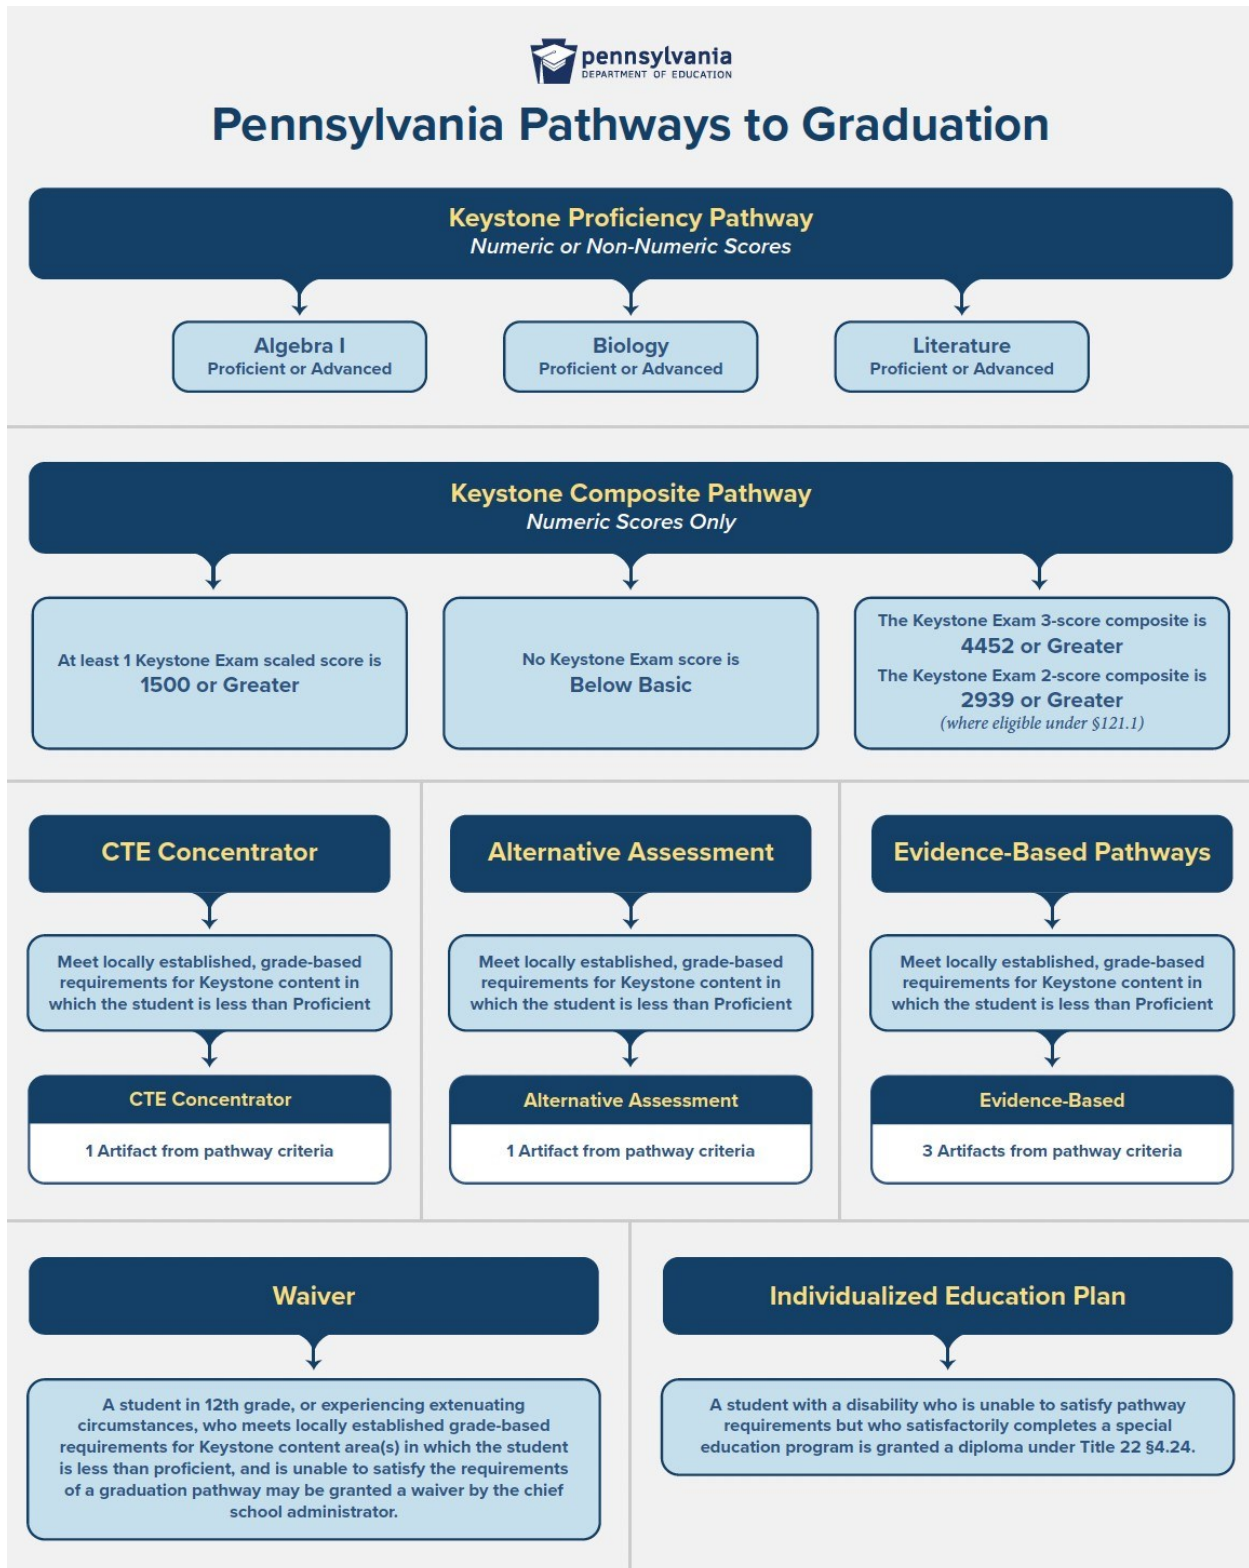 pennsylvania
DEPARTMENT OF EDUCATION
Pennsylvania Pathways to Graduation
Keystone Proficiency Pathway
Numeric or Non-Numeric Scores
Algebra I
Proficient or Advanced
Biology
Proficient or Advanced
Literature
Proficient or Advanced
Keystone Composite Pathway
Numeric Scores Only
At least 1 Keystone Exam scaled score is
1500 or Greater
No Keystone Exam score is
Below Basic
The Keystone Exam 3-score composite is
4452 or Greater
The Keystone Exam 2-score composite is
2939 or Greater
(where eligible under §121.1)
CTE Concentrator
Meet locally established, grade-based
requirements for Keystone content in
which the student is less than Proficient
CTE Concentrator
1 Artifact from pathway criteria
Alternative Assessment
Meet locally established, grade-based
requirements for Keystone content in
which the student is less than Proficient
Alternative Assessment
1 Artifact from pathway criteria
Evidence-Based Pathways
Meet locally established, grade-based
requirements for Keystone content in
which the student is less than Proficient
Evidence-Based
3 Artifacts from pathway criteria
Waiver
A student in 12th grade, or experiencing extenuating
circumstances, who meets locally established grade-based
requirements for Keystone content area(s) in which the student
is less than proficient, and is unable to satisfy the requirements
of a graduation pathway may be granted a waiver by the chief
school administrator.
Individualized Education Plan
A student with a disability who is unable to satisfy pathway
requirements but who satisfactorily completes a special
education program is granted a diploma under Title 22 §4.24.